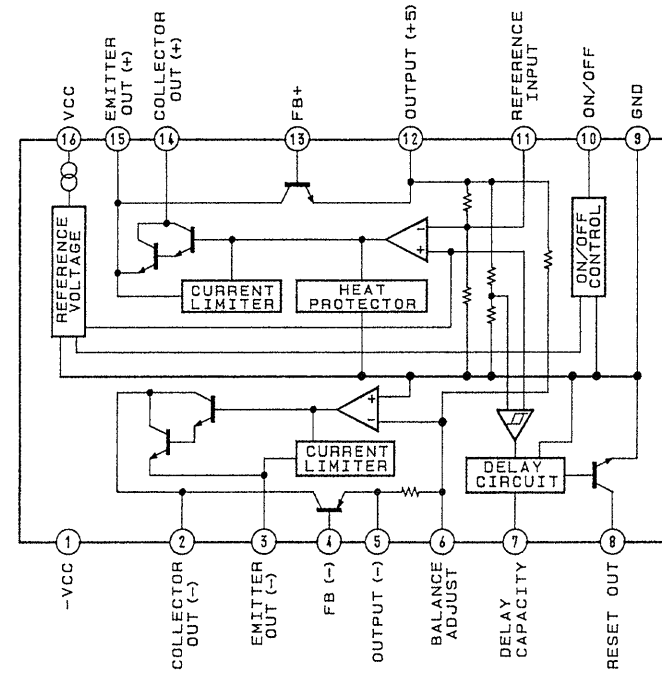 VCC
EMITTER
OUT (+)
COLLECTOR
OUT (+)
FB+
OUTPUT (+5)
REFERENCE
INPUT
ON/OFF
GND
16
15
14
13
12
11
10
9
REFERENCE
VOLTAGE
CURRENT
LIMITER
HEAT
PROTECTOR
-
+
ON/OFF
CONTROL
+
-
CURRENT
LIMITER
DELAY
CIRCUIT
1
2
3
4
5
6
7
8
-VCC
COLLECTOR
OUT (-)
EMITTER
OUT (-)
FB (-)
OUTPUT (-)
BALANCE
ADJUST
DELAY
CAPACITY
RESET OUT